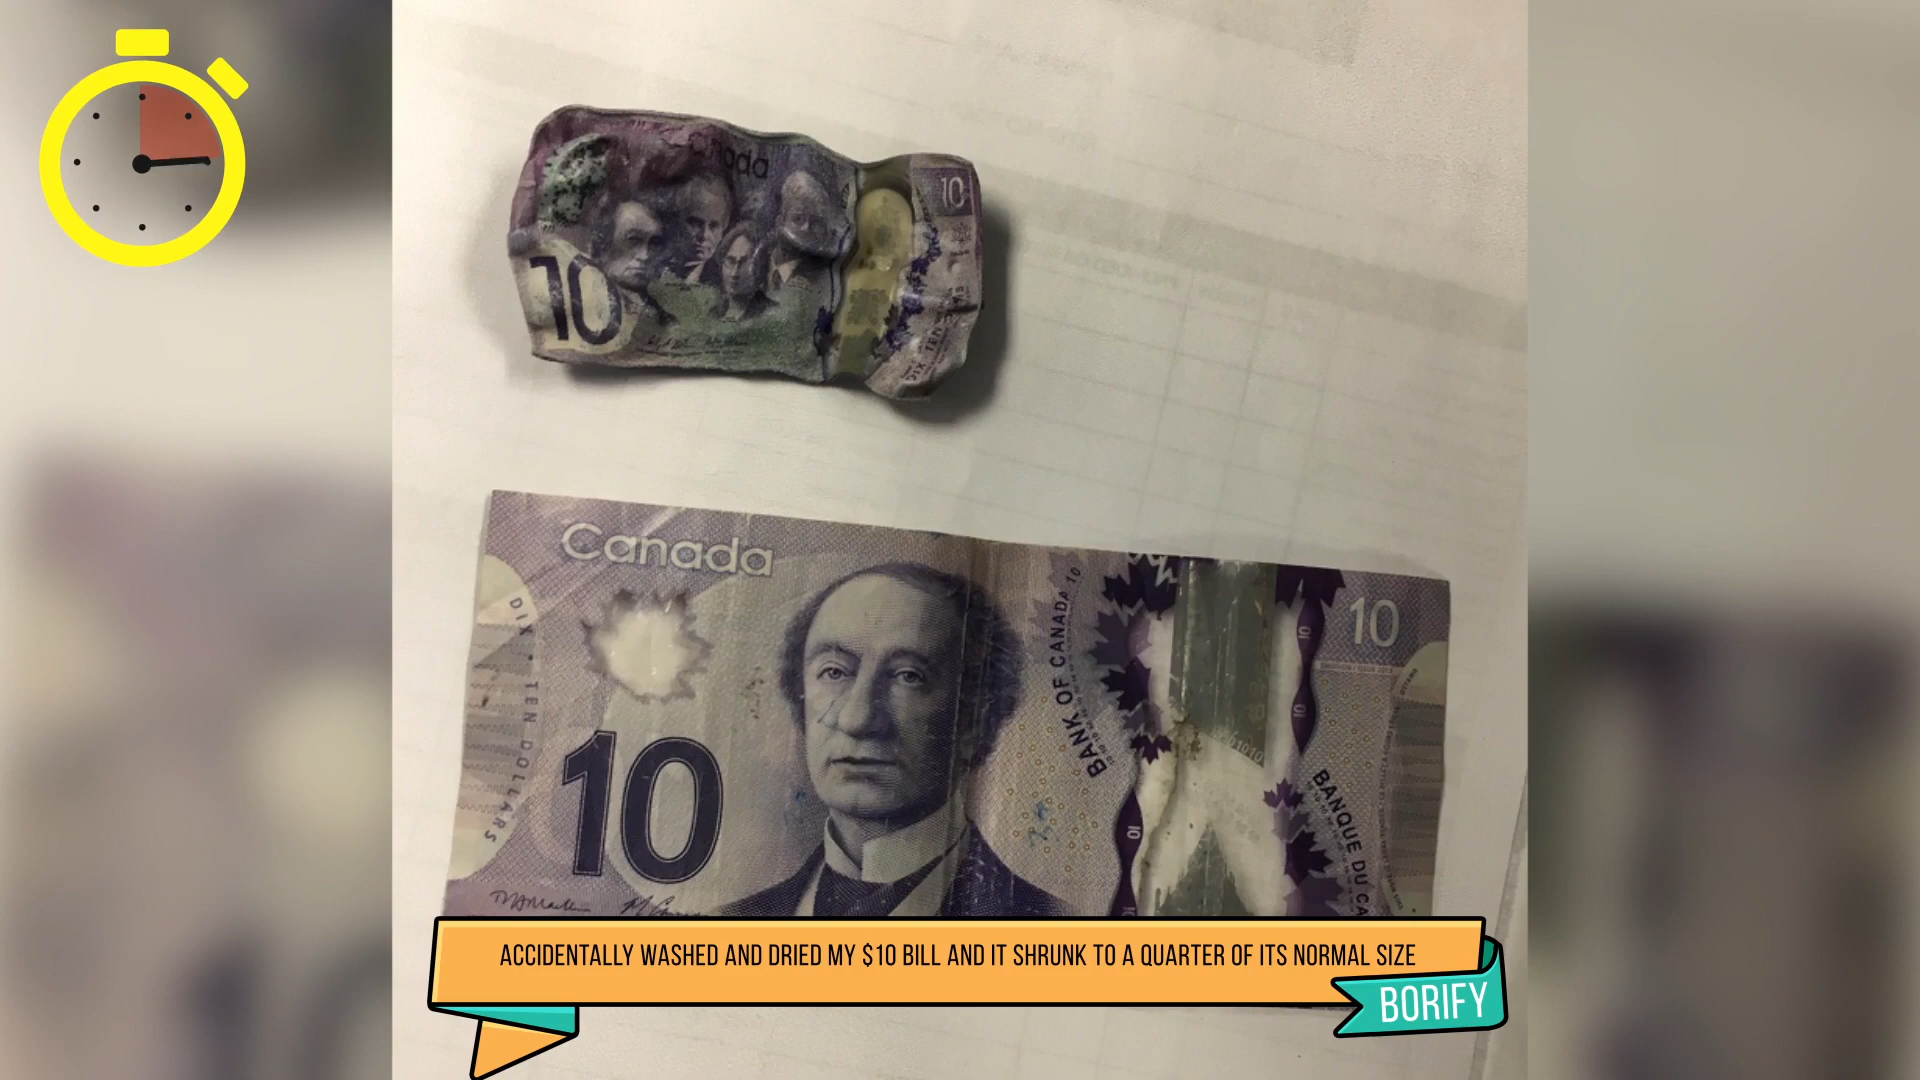 Canada
10
10
TEN
DIX
Canada
10
DIX • TEN DOLLARS
10
BANK OF CANADA
10
10
10
BANQUE DU CA
ACCIDENTALLY WASHED AND DRIED MY $10 BILL AND IT SHRUNK TO A QUARTER OF ITS NORMAL SIZE
BORIFY